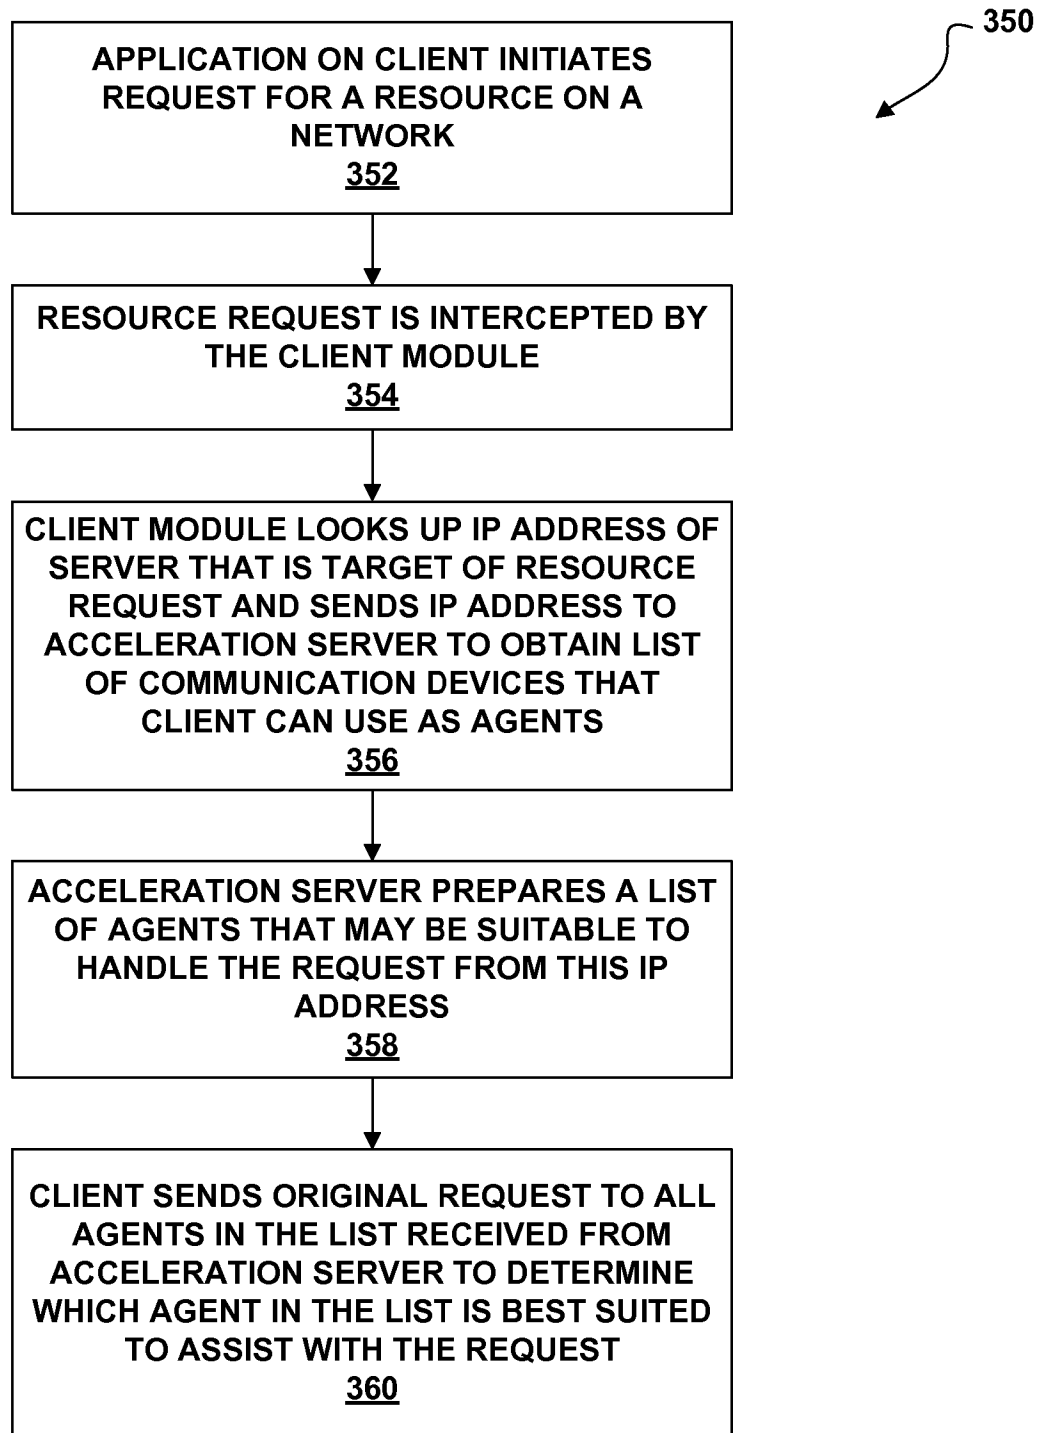 350
APPLICATION ON CLIENT INITIATES
REQUEST FOR A RESOURCE ON A
NETWORK
352
RESOURCE REQUEST IS INTERCEPTED BY
THE CLIENT MODULE
354
CLIENT MODULE LOOKS UP IP ADDRESS OF
SERVER THAT IS TARGET OF RESOURCE
REQUEST AND SENDS IP ADDRESS TO
ACCELERATION SERVER TO OBTAIN LIST
OF COMMUNICATION DEVICES THAT
CLIENT CAN USE AS AGENTS
356
ACCELERATION SERVER PREPARES A LIST
OF AGENTS THAT MAY BE SUITABLE TO
HANDLE THE REQUEST FROM THIS IP
ADDRESS
358
CLIENT SENDS ORIGINAL REQUEST TO ALL
AGENTS IN THE LIST RECEIVED FROM
ACCELERATION SERVER TO DETERMINE
WHICH AGENT IN THE LIST IS BEST SUITED
TO ASSIST WITH THE REQUEST
360